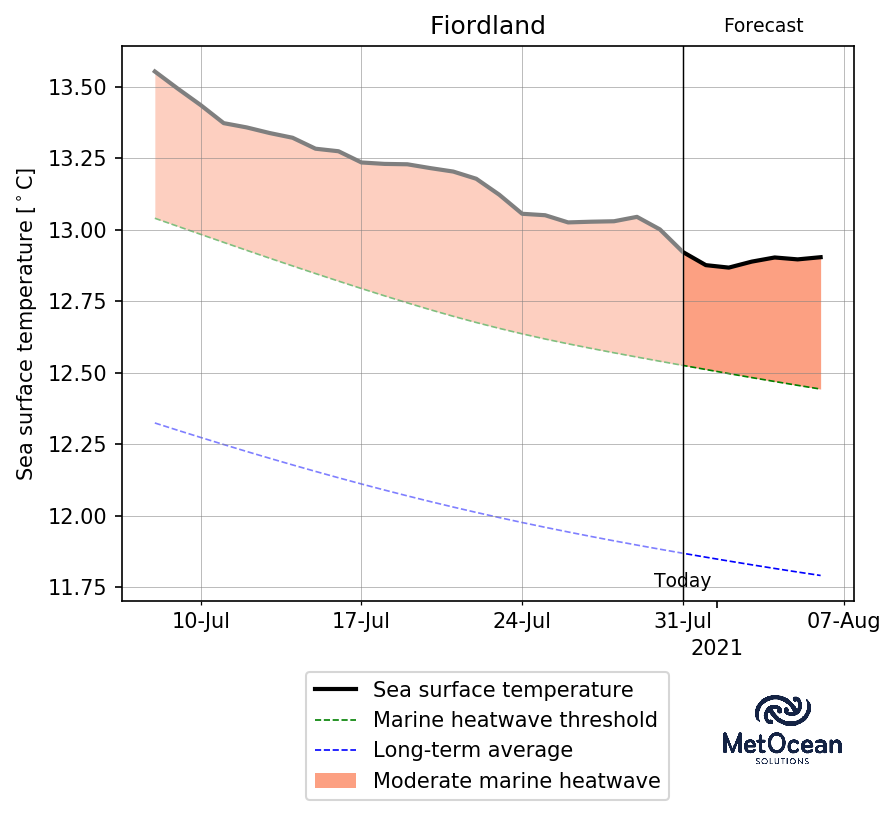 Fiordland
Forecast
Sea surface temperature [°C]
13.50
13.25
13.00
12.75
12.50
12.25
12.00
11.75
Today
10-Jul 17-Jul 24-Jul 31-Jul 07-Aug
2021
Sea surface temperature
Marine heatwave threshold
Long-term average
Moderate marine heatwave
MetOcean
SOLUTIONS